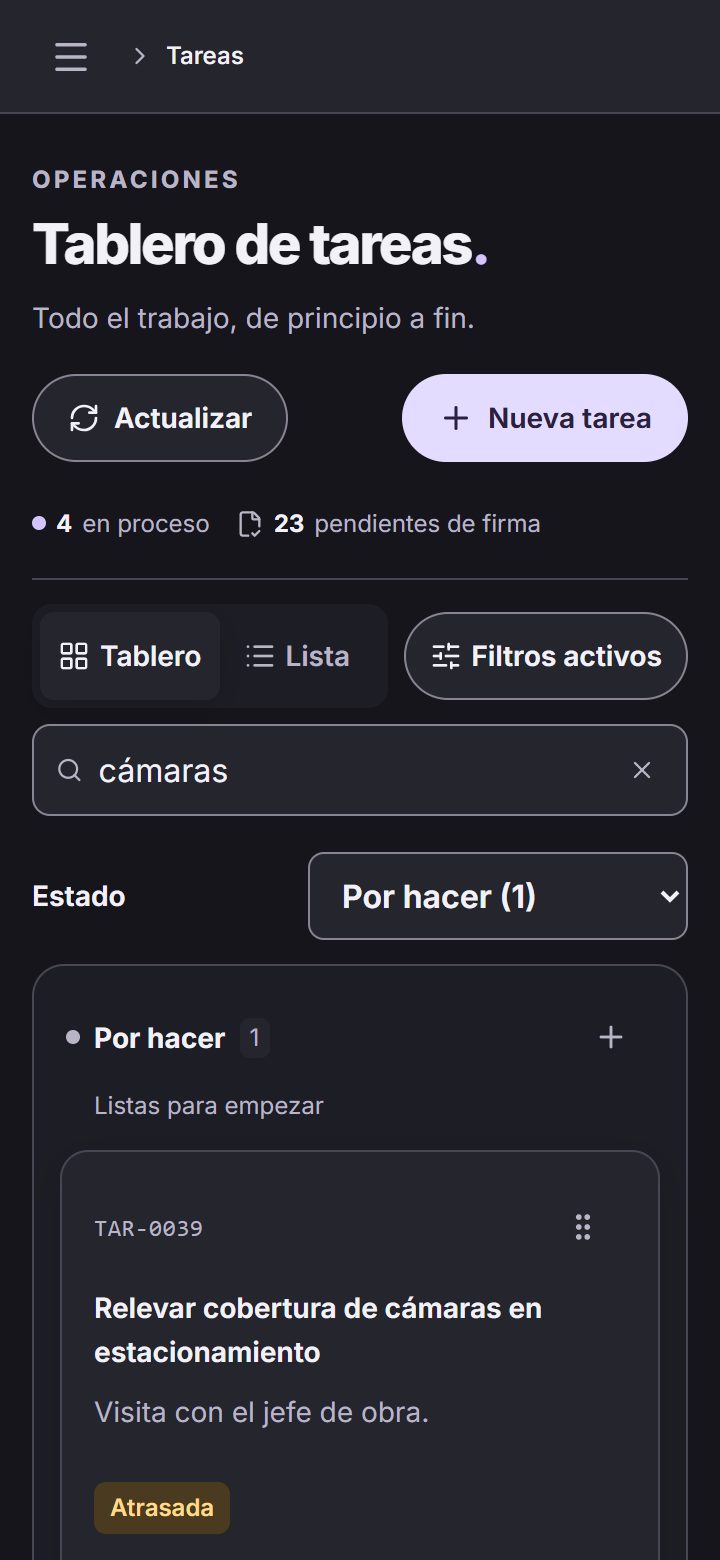 Tareas
OPERACIONES
Tablero de tareas.
Todo el trabajo, de principio a fin.
Actualizar
Nueva tarea
4 en proceso
23 pendientes de firma
Tablero
Lista
Filtros activos
cámaras
Estado
Por hacer (1)
Por hacer 1
Listas para empezar
TAR-0039
Relevar cobertura de cámaras en
estacionamiento
Visita con el jefe de obra.
Atrasada